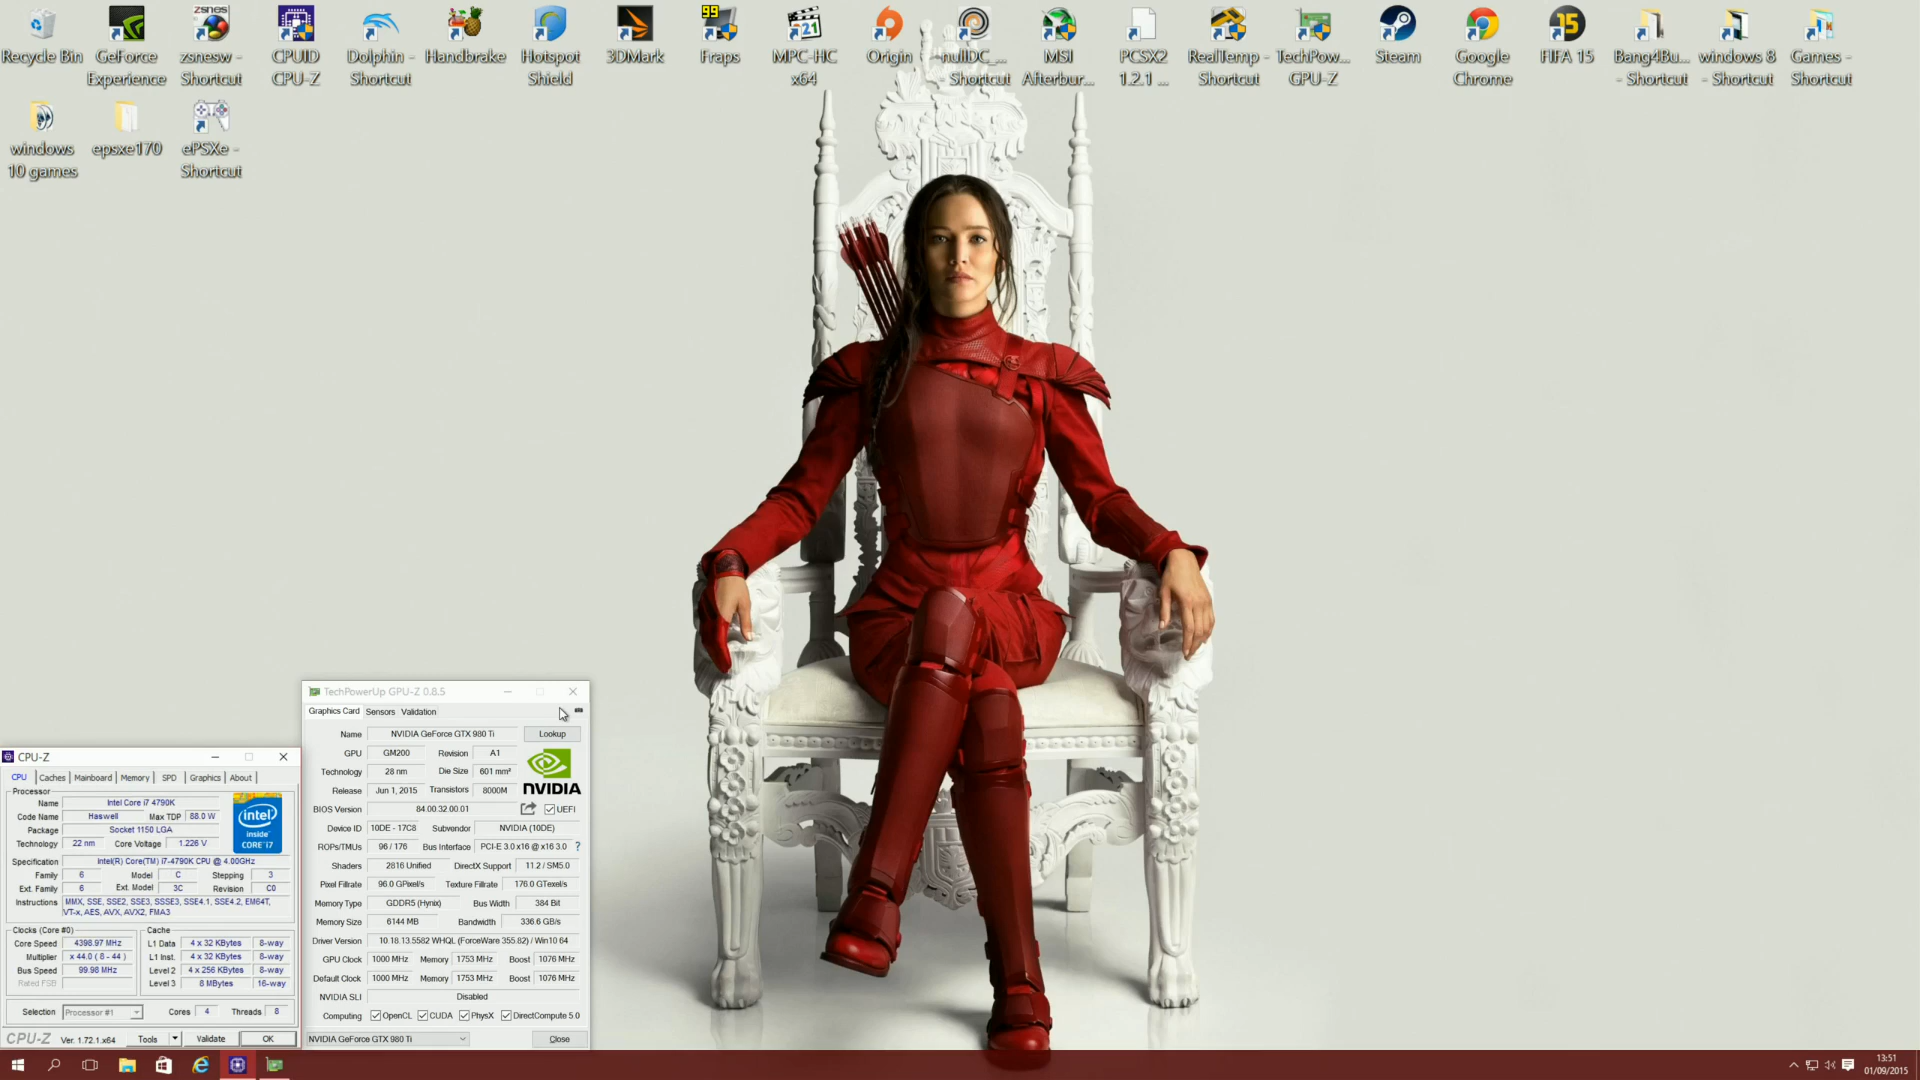 Recycle Bin
GeForce Experience
zsnesw - Shortcut
CPUID CPU-Z
Dolphin - Shortcut
Handbrake
Hotspot Shield
3DMark
99
Fraps
MPC-HC x64
Origin
nullDC_... - Shortcut
MSI Afterbur...
PCSX2 1.2.1 ...
RealTemp - Shortcut
TechPow... GPU-Z
Steam
Google Chrome
15
FIFA 15
Bang4Bu... - Shortcut
windows 8 - Shortcut
Games - Shortcut
windows 10 games
epsxe170
ePSXe - Shortcut
TechPowerUp GPU-Z 0.8.5
Graphics Card Sensors Validation
Name NVIDIA GeForce GTX 980 Ti Lookup
GPU GM200 Revision A1
Technology 28 nm Die Size 601 mm²
Release Jun 1, 2015 Transistors 8000M
NVIDIA
BIOS Version 84.00.32.00.01 UEFI
Device ID 10DE - 17C8 Subvendor NVIDIA (10DE)
ROPs/TMUs 96 / 176 Bus Interface PCI-E 3.0 x16 @ x16 3.0 ?
Shaders 2816 Unified DirectX Support 11.2 / SM5.0
Pixel Fillrate 96.0 GPixel/s Texture Fillrate 176.0 GTexel/s
Memory Type GDDR5 (Hynix) Bus Width 384 Bit
Memory Size 6144 MB Bandwidth 336.6 GB/s
Driver Version 10.18.13.5582 WHQL (ForceWare 355.82) / Win10 64
GPU Clock 1000 MHz Memory 1753 MHz Boost 1076 MHz
Default Clock 1000 MHz Memory 1753 MHz Boost 1076 MHz
NVIDIA SLI Disabled
Computing OpenCL CUDA PhysX DirectCompute 5.0
NVIDIA GeForce GTX 980 Ti Close
CPU-Z
CPU Caches Mainboard Memory SPD Graphics About
Processor
Name Intel Core i7 4790K
Code Name Haswell Max TDP 88.0 W
Package Socket 1150 LGA
Technology 22 nm Core Voltage 1.226 V
intel inside CORE i7
Specification Intel(R) Core(TM) i7-4790K CPU @ 4.00GHz
Family 6 Model C Stepping 3
Ext. Family 6 Ext. Model 3C Revision C0
Instructions MMX, SSE, SSE2, SSE3, SSSE3, SSE4.1, SSE4.2, EM64T,
VT-x, AES, AVX, AVX2, FMA3
Clocks (Core #0) Cache
Core Speed 4398.97 MHz L1 Data 4 x 32 KBytes 8-way
Multiplier x 44.0 ( 8 - 44 ) L1 Inst. 4 x 32 KBytes 8-way
Bus Speed 99.98 MHz Level 2 4 x 256 KBytes 8-way
Rated FSB Level 3 8 MBytes 16-way
Selection Processor #1 Cores 4 Threads 8
CPU-Z Ver. 1.72.1.x64 Tools Validate OK
13:51
01/09/2015